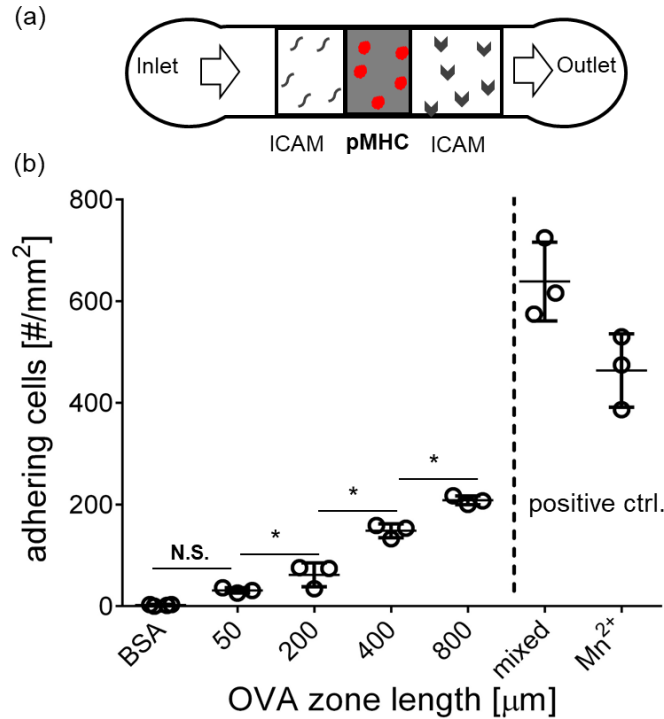 (a)
Inlet
Outlet
ICAM pMHC ICAM
(b)
adhering cells [#/mm²]
800
600
400
200
0
N.S.
*
*
*
positive ctrl.
BSA 50 200 400 800 mixed Mn²⁺
OVA zone length [μm]